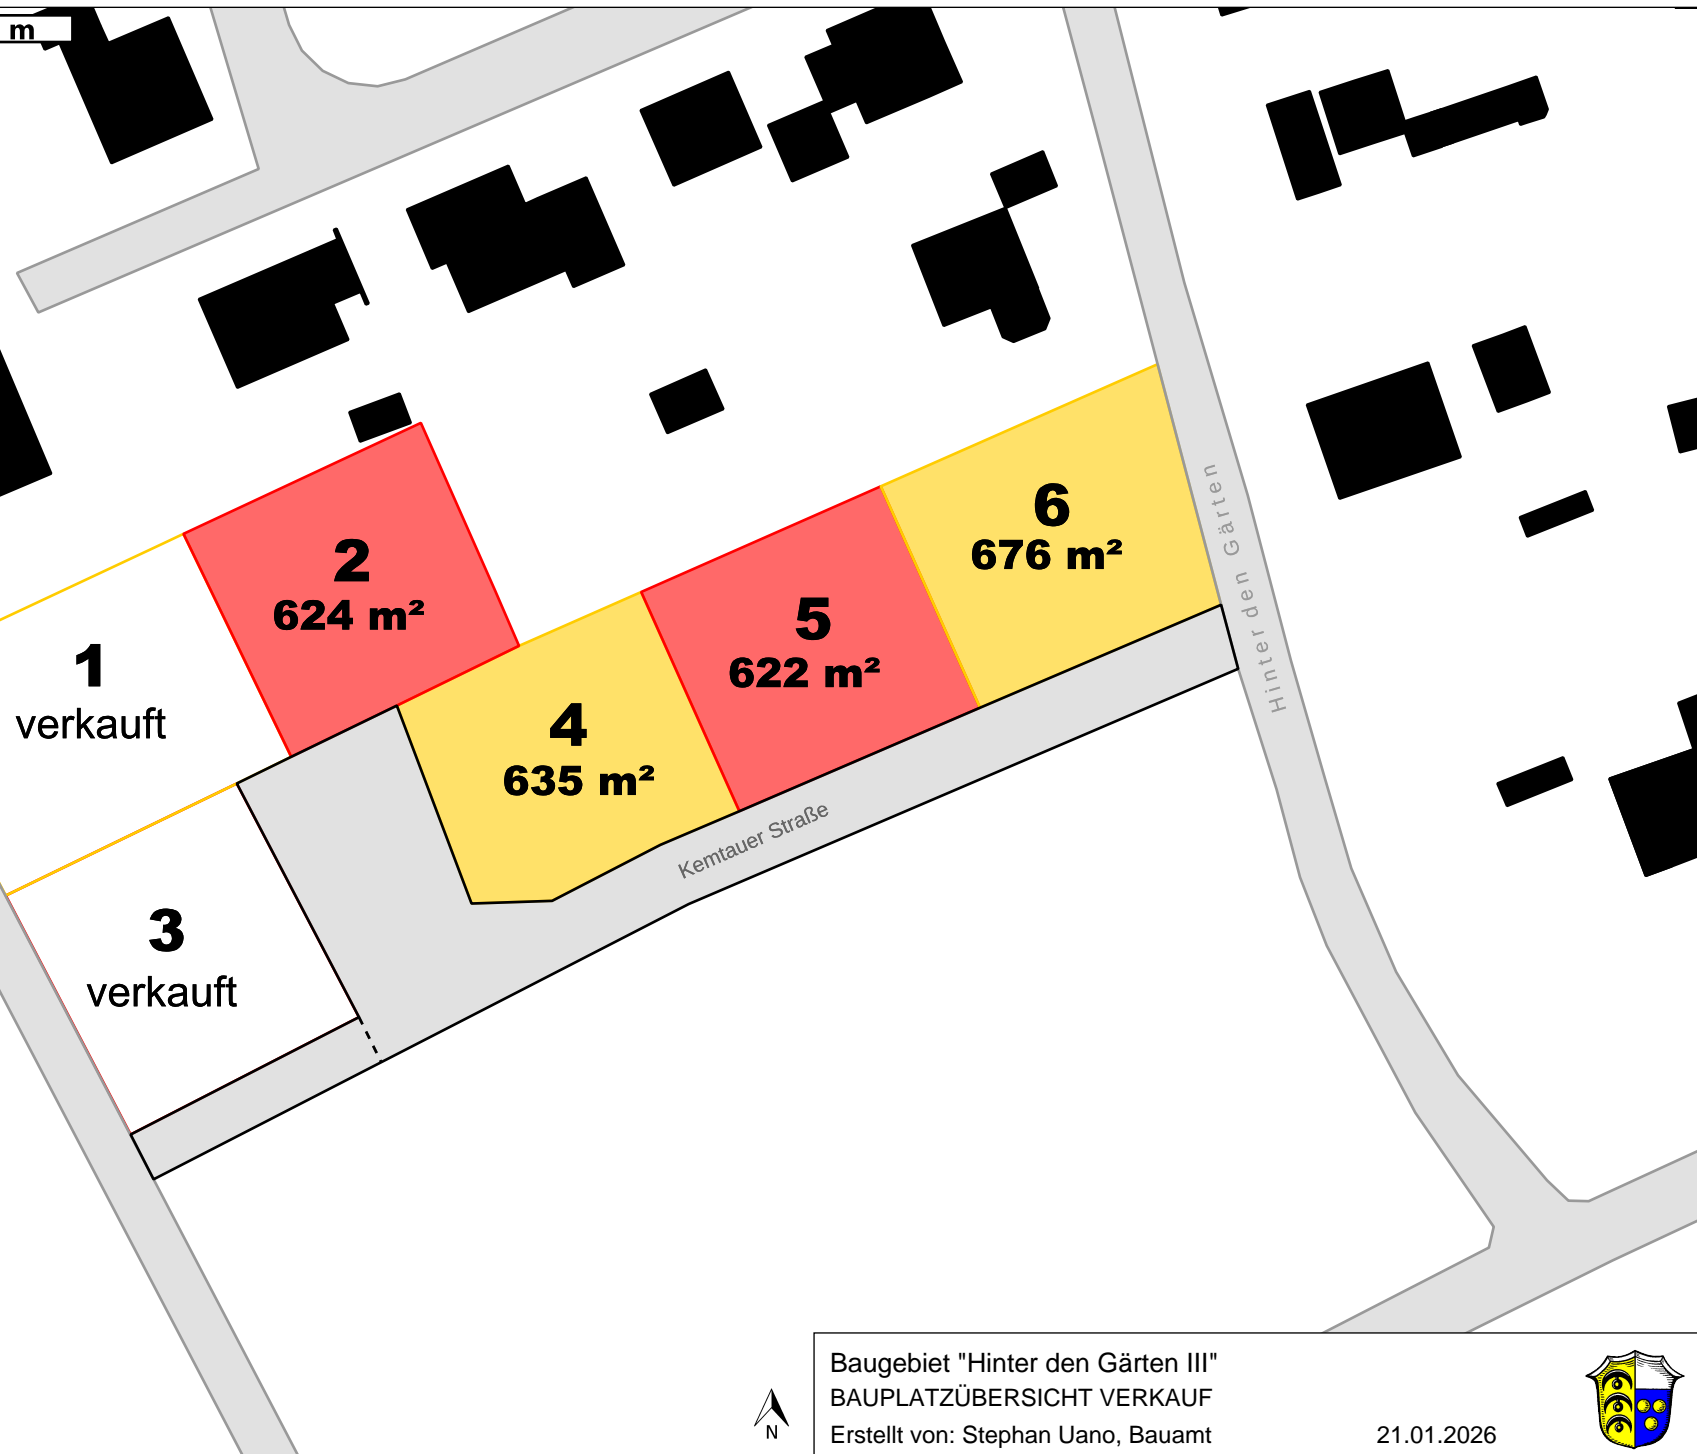 m
2
624 m²
6
676 m²
5
622 m²
1
verkauft
4
635 m²
3
verkauft
Hinter den Gärten
Kemtauer Straße
N
Baugebiet "Hinter den Gärten III"
BAUPLATZÜBERSICHT VERKAUF
Erstellt von: Stephan Uano, Bauamt 21.01.2026